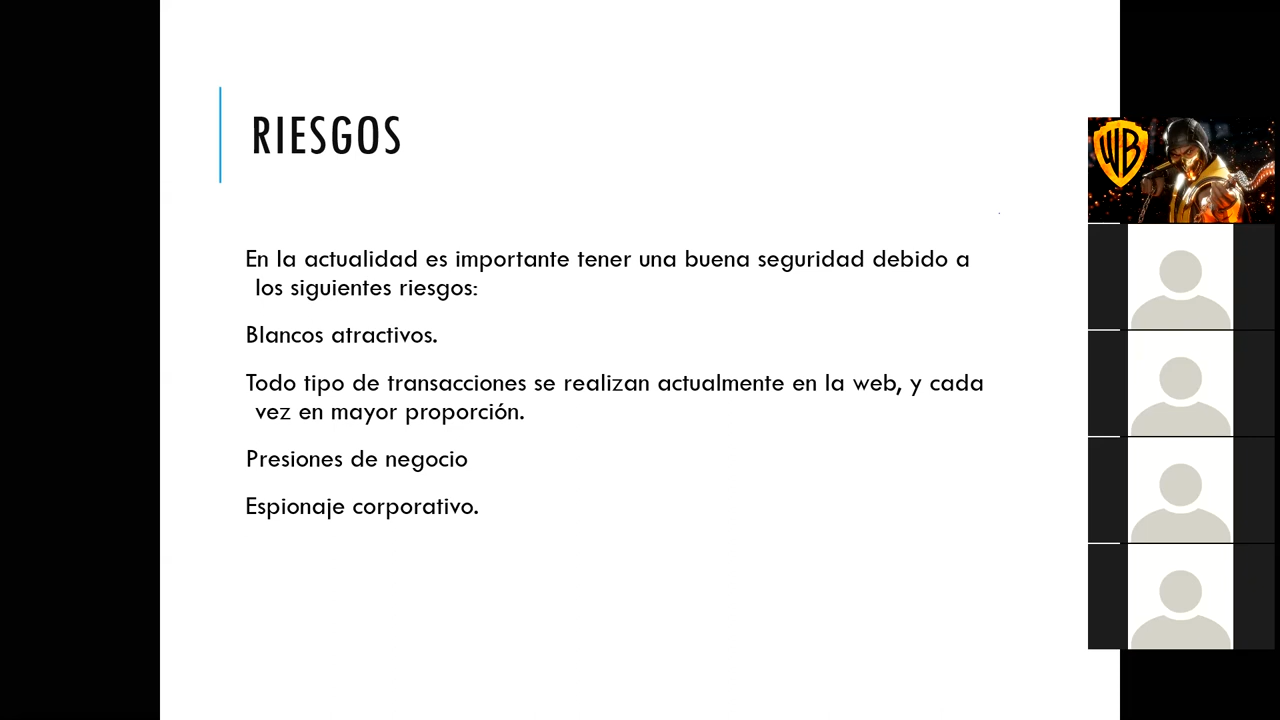 RIESGOS
WB
En la actualidad es importante tener una buena seguridad debido a
los siguientes riesgos:
Blancos atractivos.
Todo tipo de transacciones se realizan actualmente en la web, y cada
vez en mayor proporción.
Presiones de negocio
Espionaje corporativo.